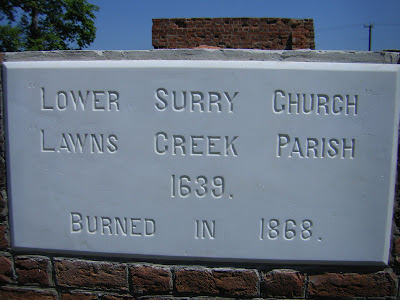 "LOWER SURRY CHURCH"
"LAWNS CREEK PARISH
1639.
BURNED IN 1868.